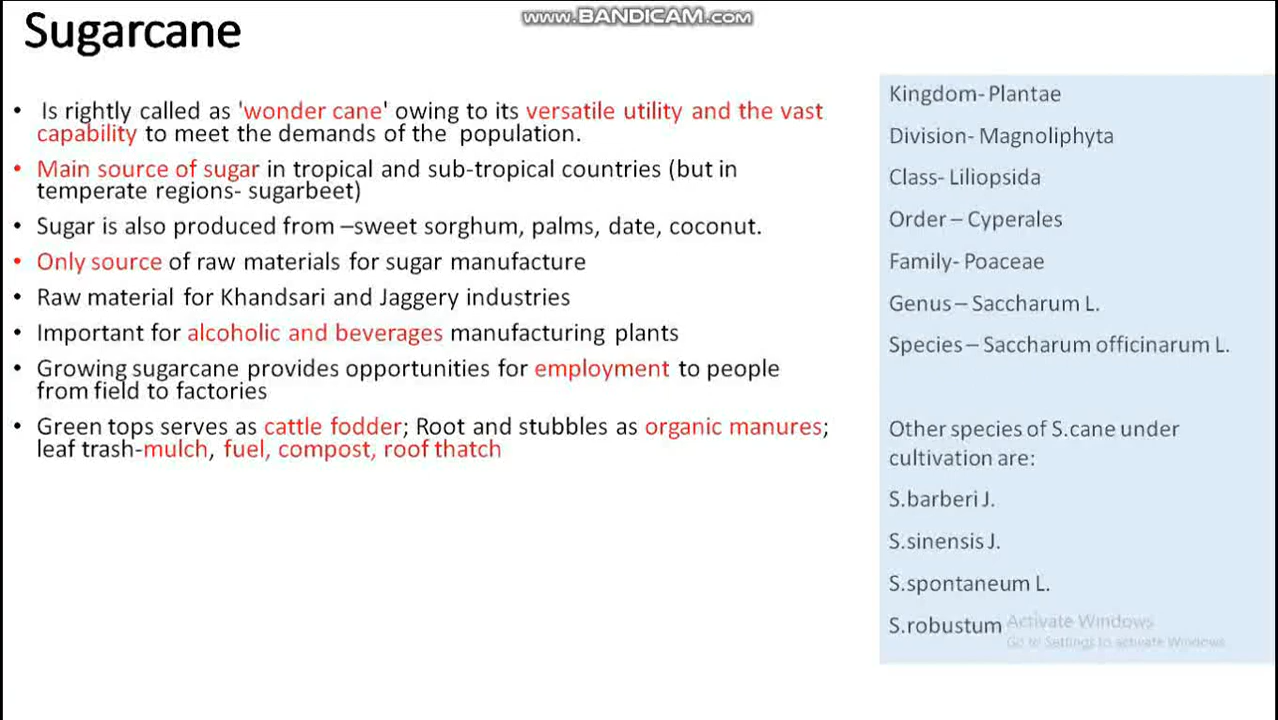 www.BANDICAM.com
Sugarcane
• Is rightly called as 'wonder cane' owing to its versatile utility and the vast
capability to meet the demands of the population.
• Main source of sugar in tropical and sub-tropical countries (but in
temperate regions- sugarbeet)
• Sugar is also produced from –sweet sorghum, palms, date, coconut.
• Only source of raw materials for sugar manufacture
• Raw material for Khandsari and Jaggery industries
• Important for alcoholic and beverages manufacturing plants
• Growing sugarcane provides opportunities for employment to people
from field to factories
• Green tops serves as cattle fodder; Root and stubbles as organic manures;
leaf trash-mulch, fuel, compost, roof thatch
Kingdom- Plantae
Division- Magnoliphyta
Class- Liliopsida
Order – Cyperales
Family- Poaceae
Genus – Saccharum L.
Species – Saccharum officinarum L.
Other species of S.cane under
cultivation are:
S.barberi J.
S.sinensis J.
S.spontaneum L.
S.robustum
Activate Windows
Go to Settings to activate Windows.